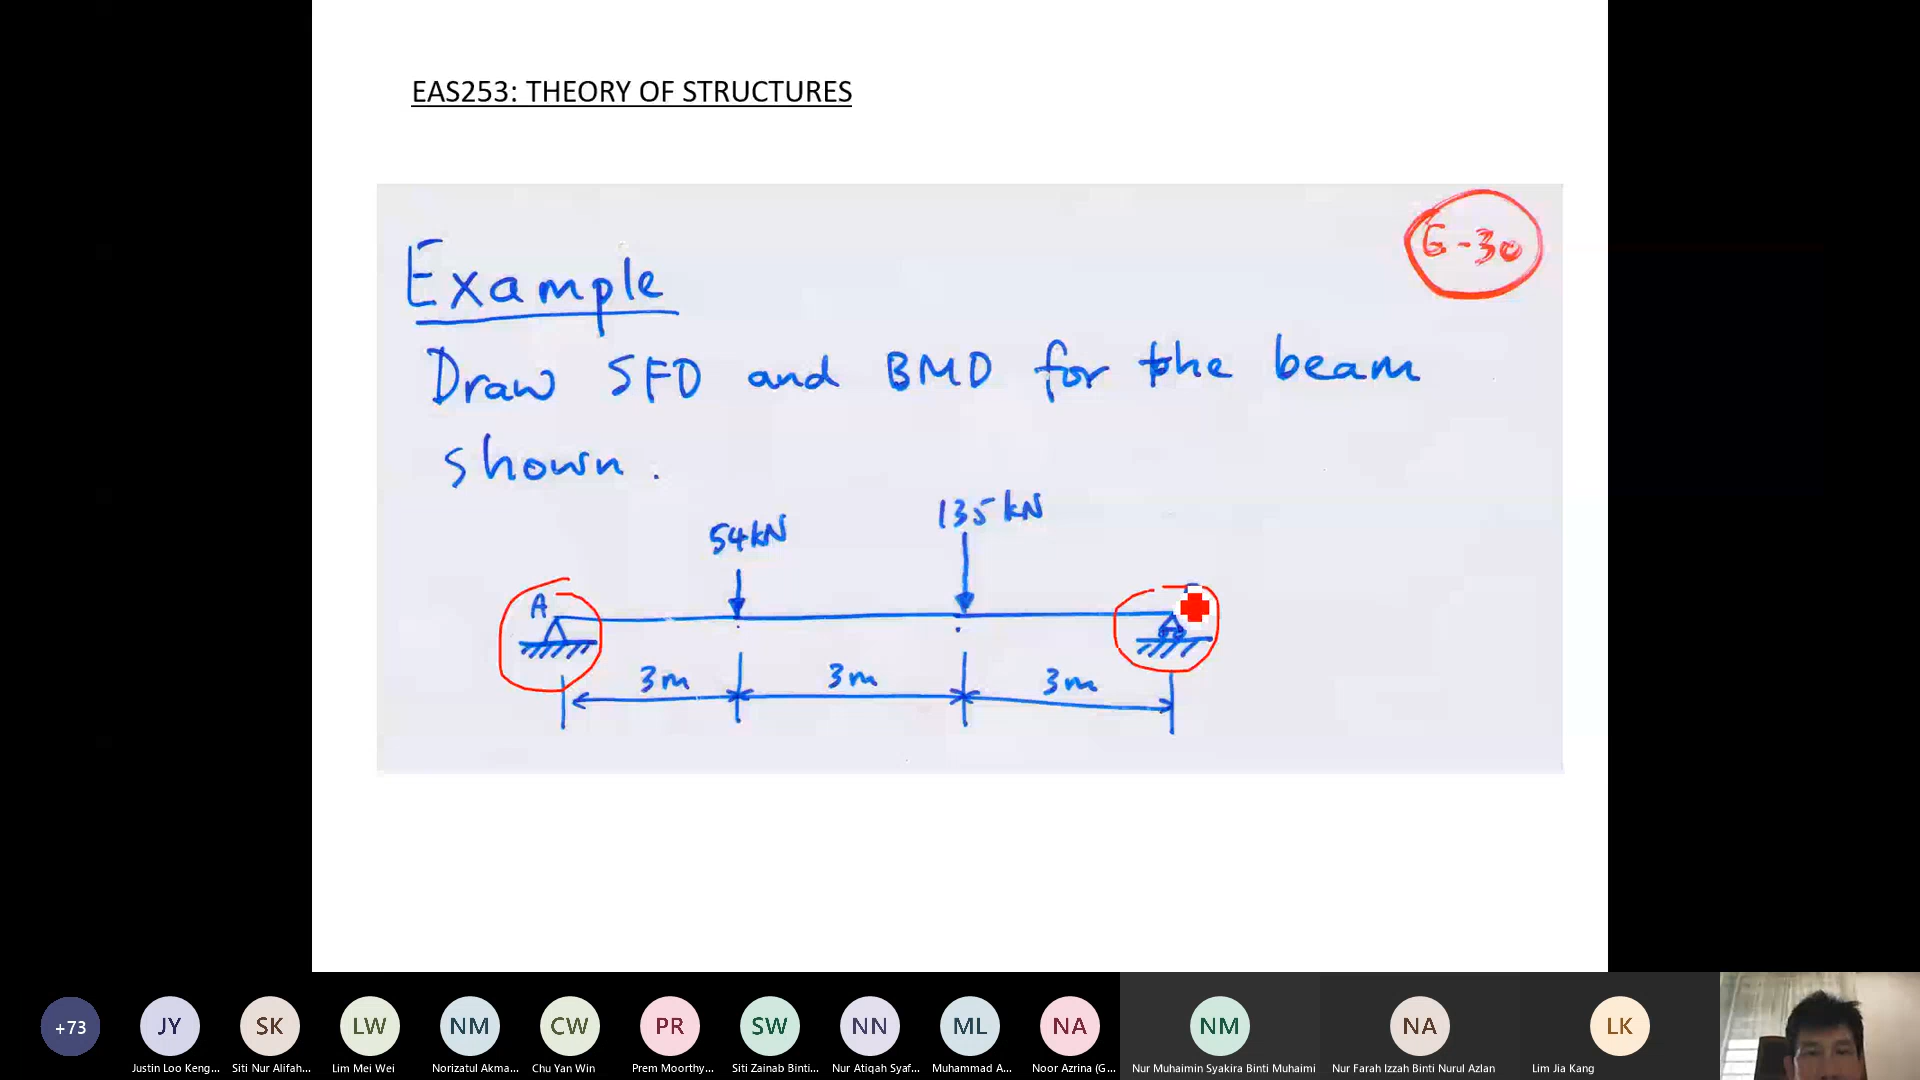 EAS253: THEORY OF STRUCTURES
G-30
Example
Draw SFD and BMD for the beam
shown.
54kN
135kN
A
3m
3m
3m
+73
JY
SK
LW
NM
CW
PR
SW
NN
ML
NA
NM
NA
LK
Justin Loo Keng...
Siti Nur Alifah...
Lim Mei Wei
Norizatul Akma...
Chu Yan Win
Prem Moorthy...
Siti Zainab Binti...
Nur Atiqah Syaf...
Muhammad A...
Noor Azrina (G...
Nur Muhaimin Syakira Binti Muhaimi
Nur Farah Izzah Binti Nurul Azlan
Lim Jia Kang